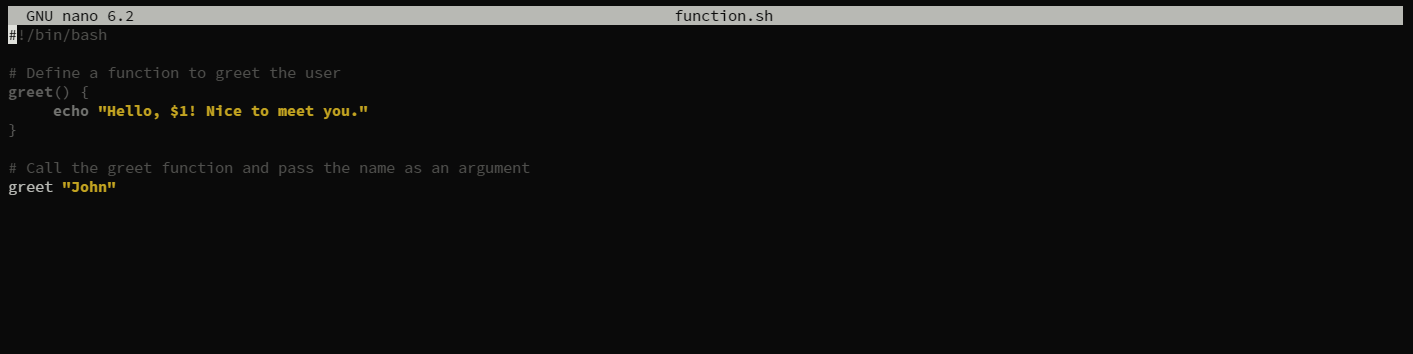 GNU nano 6.2 function.sh
#!/bin/bash
# Define a function to greet the user
greet() {
     echo "Hello, $1! Nice to meet you."
}
# Call the greet function and pass the name as an argument
greet "John"